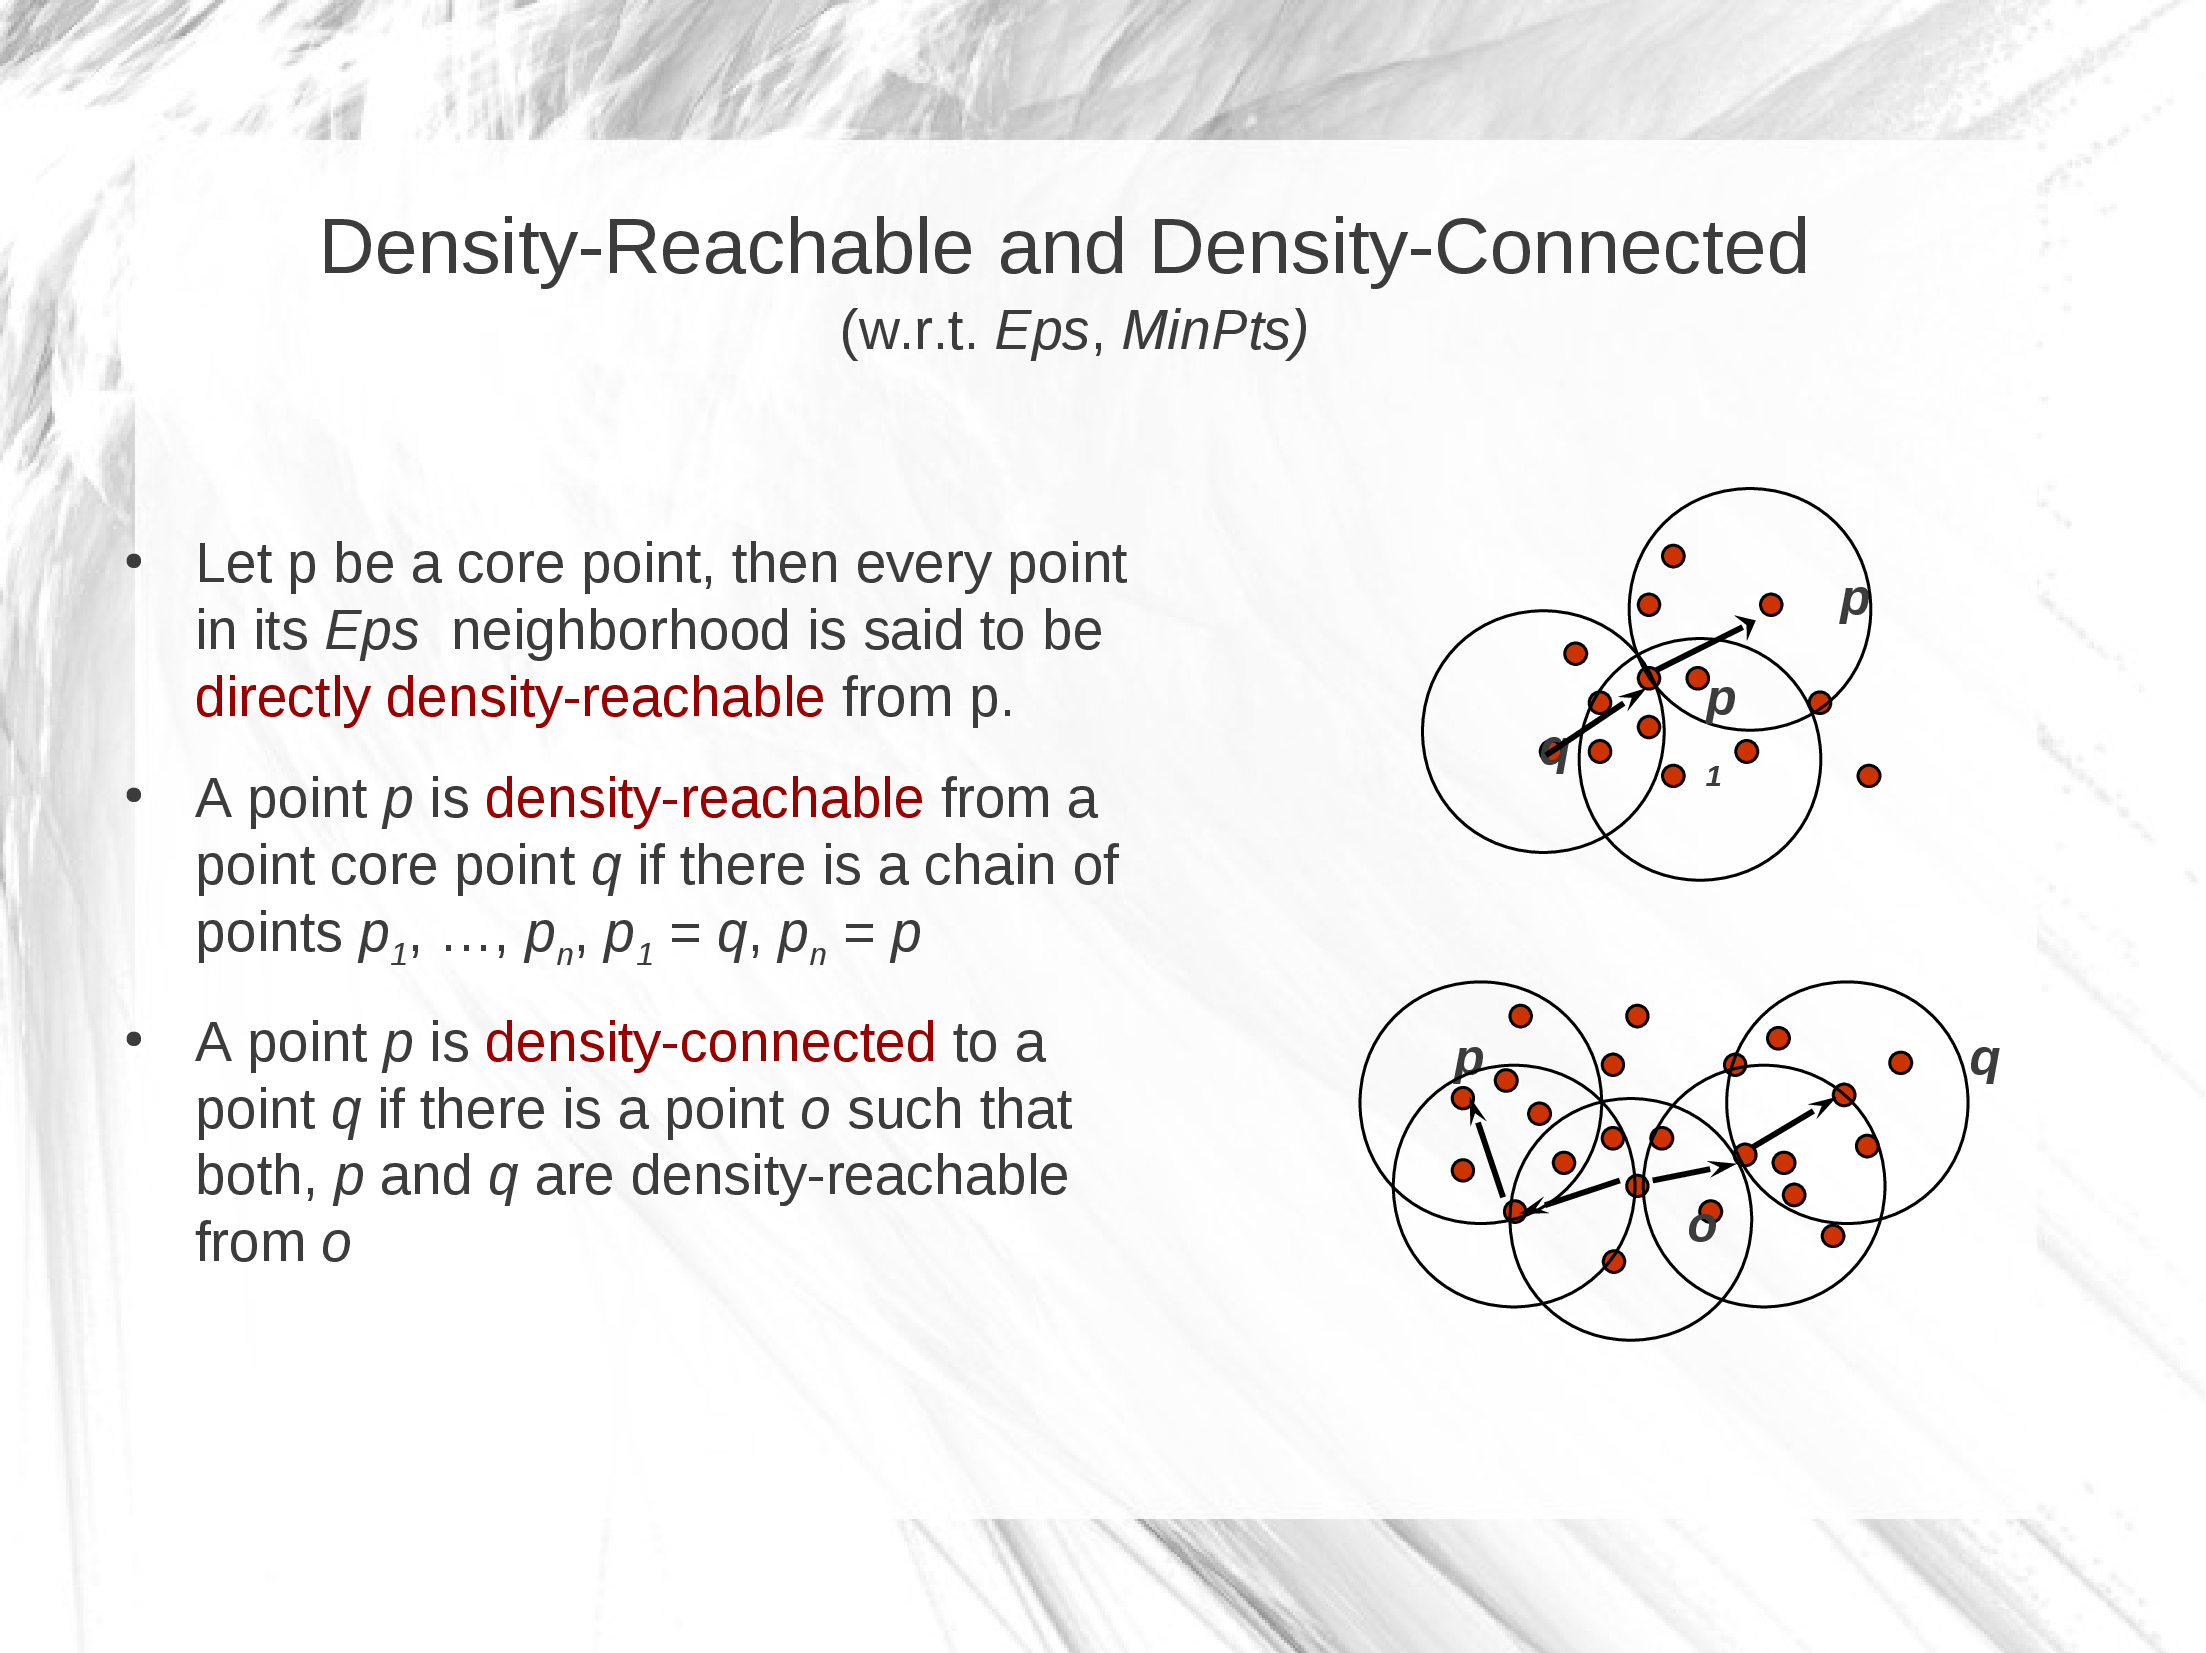 Density-Reachable and Density-Connected
(w.r.t. Eps, MinPts)
• Let p be a core point, then every point
in its Eps neighborhood is said to be
directly density-reachable from p.
• A point p is density-reachable from a
point core point q if there is a chain of
points p1, …, pn, p1 = q, pn = p
• A point p is density-connected to a
point q if there is a point o such that
both, p and q are density-reachable
from o
p
p
q
1
p
q
o